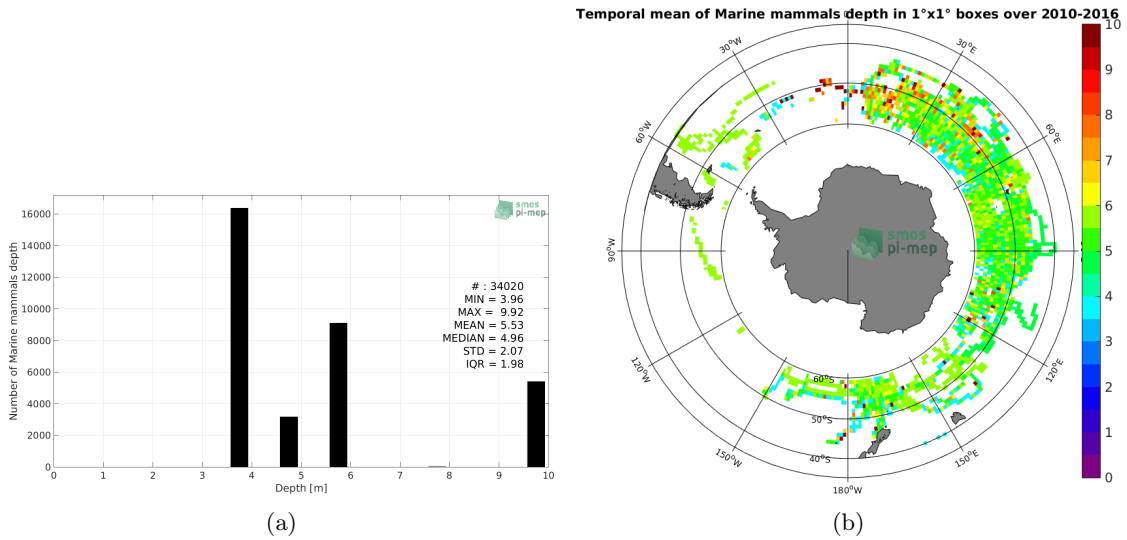 16000
14000
12000
10000
8000
6000
4000
2000
0
Number of Marine mammals depth
smos
pi-mep
# : 34020
MIN = 3.96
MAX = 9.92
MEAN = 5.53
MEDIAN = 4.96
STD = 2.07
IQR = 1.98
0 1 2 3 4 5 6 7 8 9 10
Depth [m]
(a)
Temporal mean of Marine mammals depth in 1°x1° boxes over 2010-2016
30°W
30°E
60°W
60°E
90°W
120°W
120°E
150°W
150°E
180°W
60°S
50°S
40°S
smos
pi-mep
10
9
8
7
6
5
4
3
2
1
0
(b)